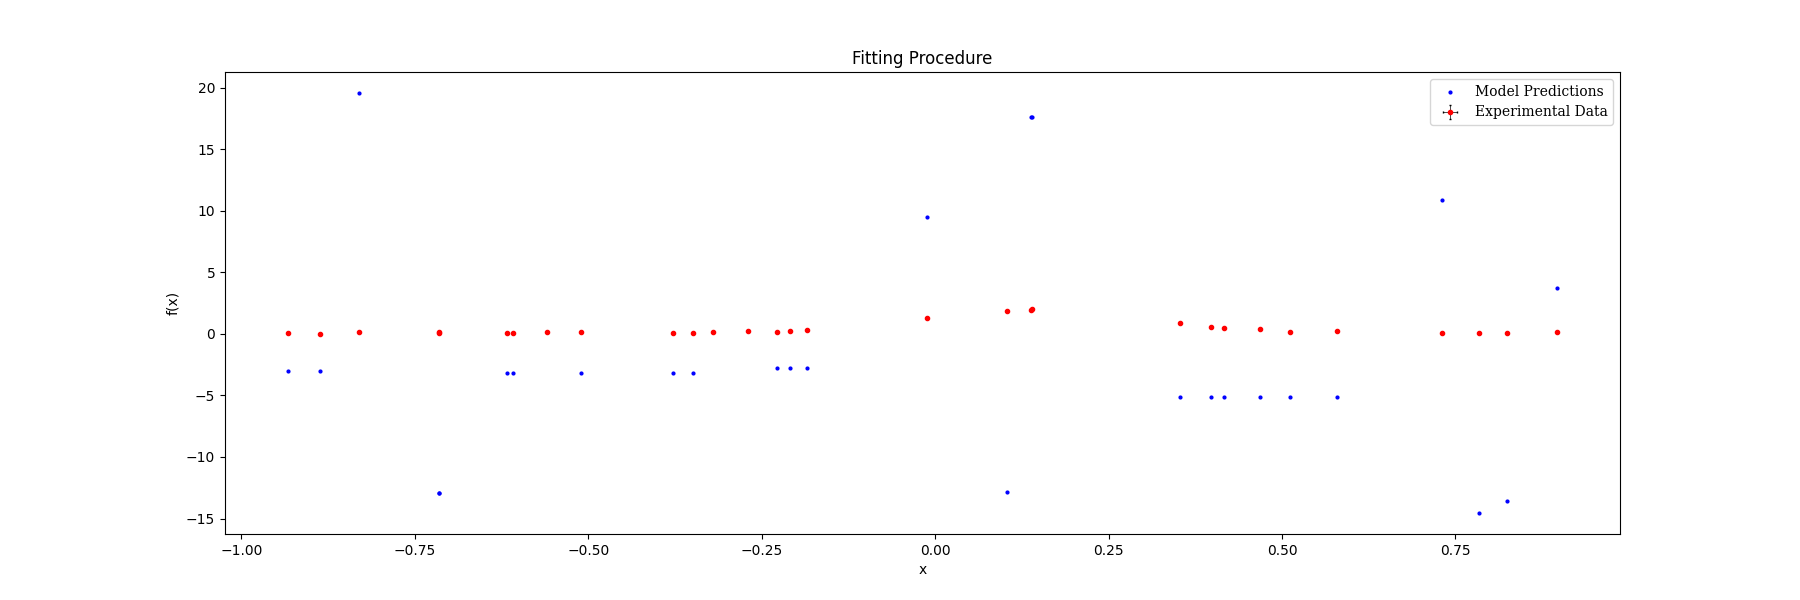 Fitting Procedure
20
15
10
5
0
−5
−10
−15
f(x)
Model Predictions
Experimental Data
−1.00 −0.75 −0.50 −0.25 0.00 0.25 0.50 0.75
x